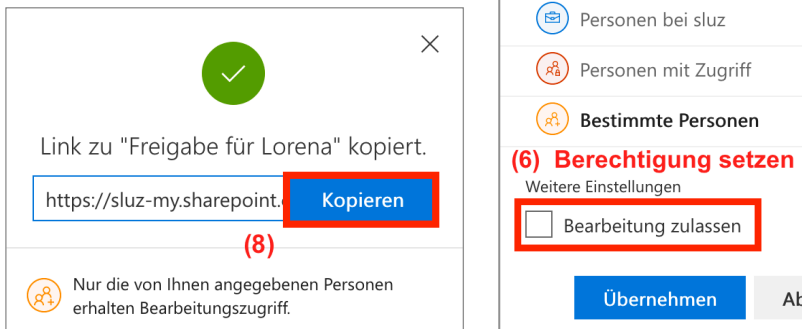 Link zu "Freigabe für Lorena" kopiert.
https://sluz-my.sharepoint.
Kopieren
(8)
Nur die von Ihnen angegebenen Personen
erhalten Bearbeitungszugriff.
Personen bei sluz
Personen mit Zugriff
Bestimmte Personen
(6) Berechtigung setzen
Weitere Einstellungen
Bearbeitung zulassen
Übernehmen